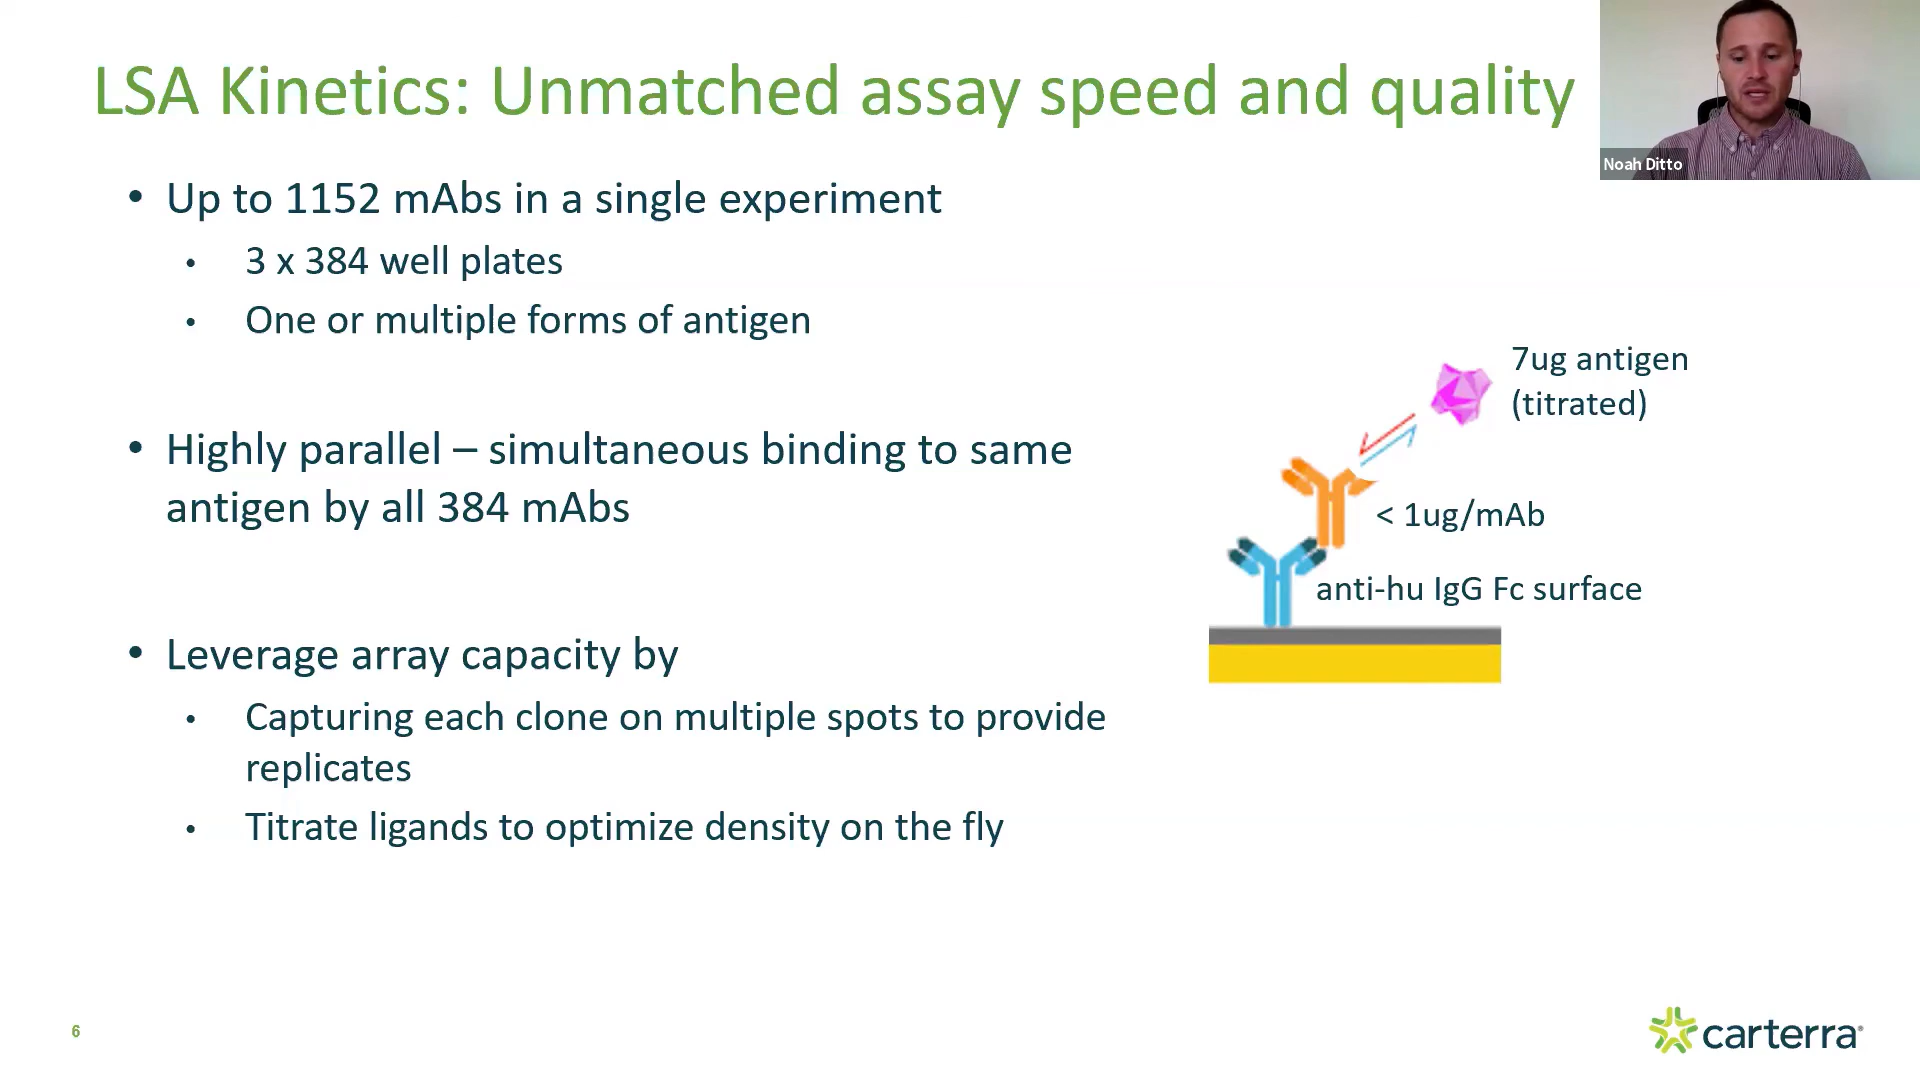 LSA Kinetics: Unmatched assay speed and quality
Noah Ditto
• Up to 1152 mAbs in a single experiment
• 3 x 384 well plates
• One or multiple forms of antigen
• Highly parallel – simultaneous binding to same
antigen by all 384 mAbs
• Leverage array capacity by
• Capturing each clone on multiple spots to provide
replicates
• Titrate ligands to optimize density on the fly
7ug antigen
(titrated)
< 1ug/mAb
anti-hu IgG Fc surface
6
carterra®